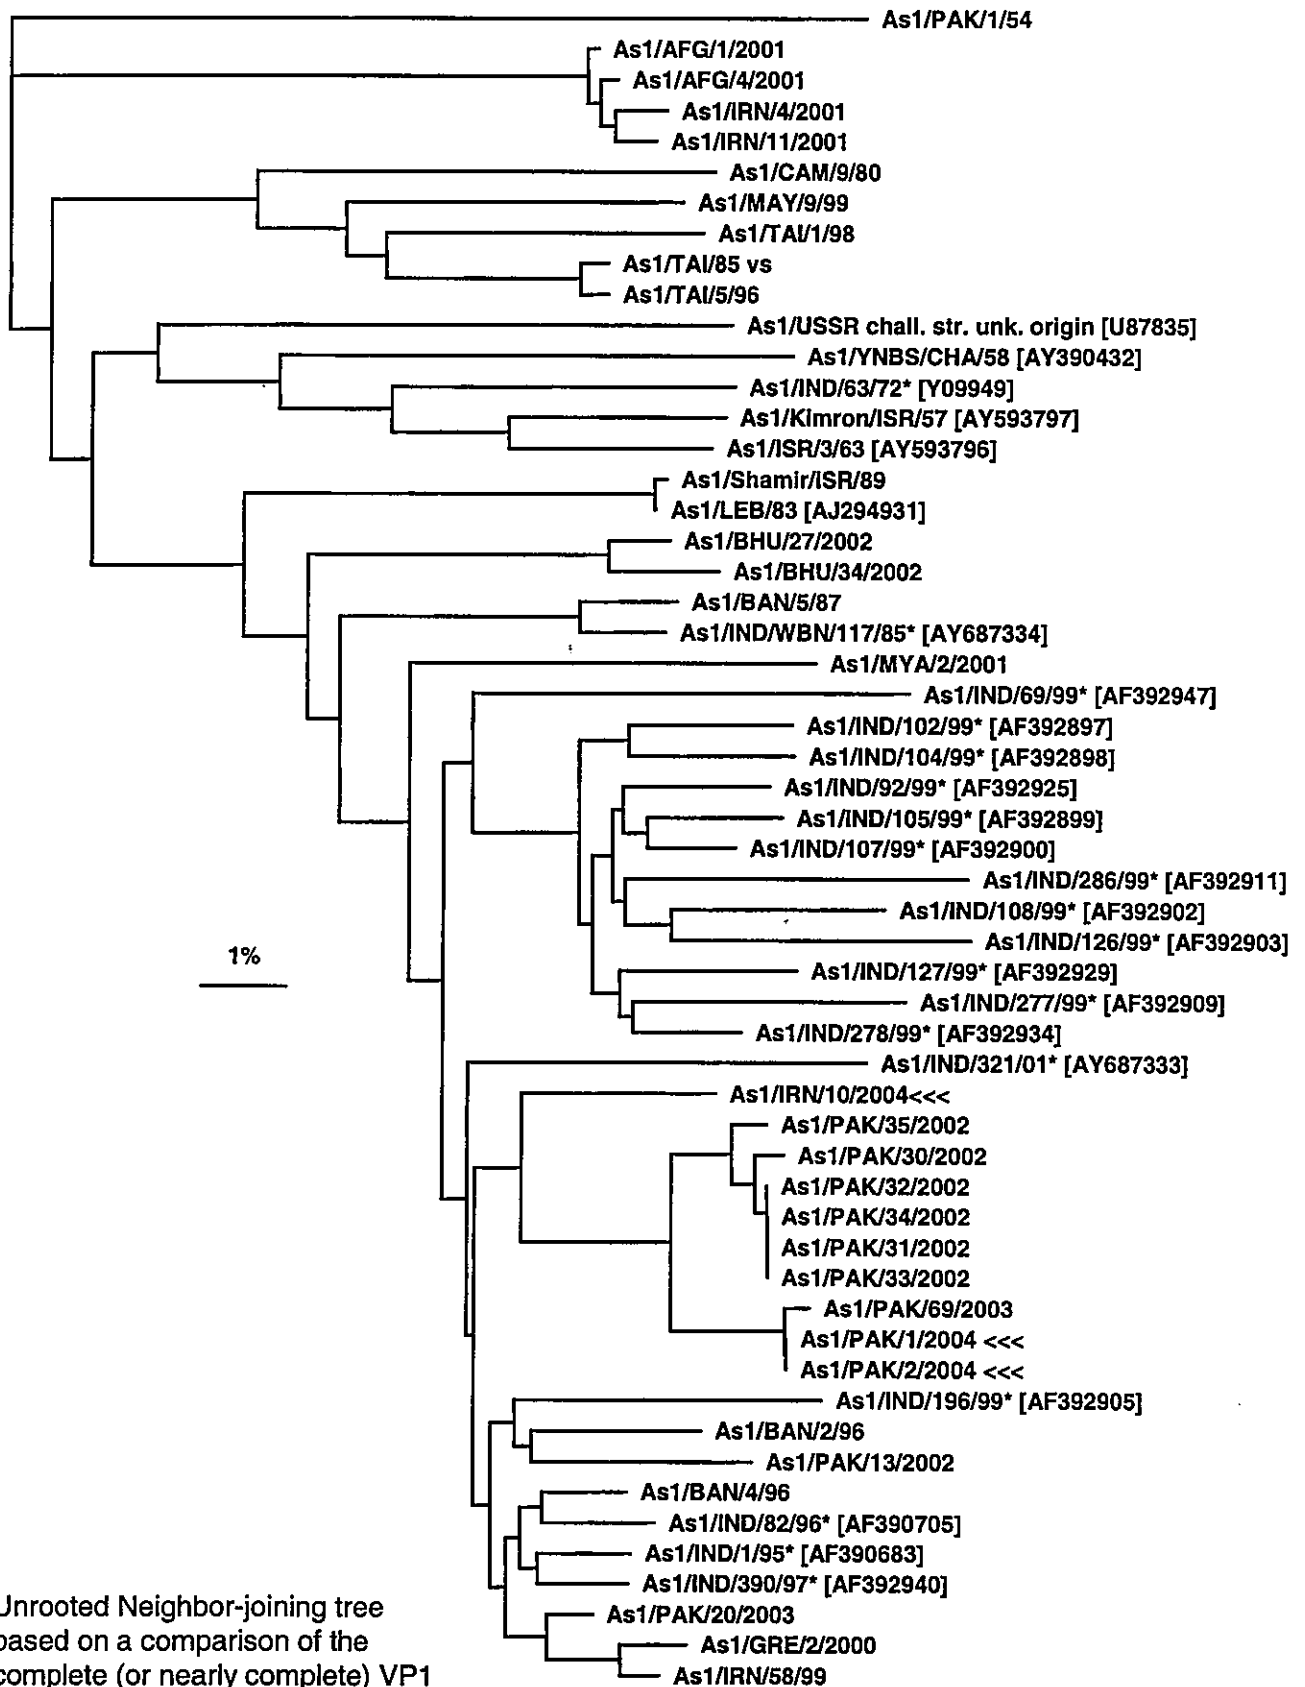 As1/PAK/1/54
As1/AFG/1/2001
As1/AFG/4/2001
As1/IRN/4/2001
As1/IRN/11/2001
As1/CAM/9/80
As1/MAY/9/99
As1/TAI/1/98
As1/TAI/85 vs
As1/TAI/5/96
As1/USSR chall. str. unk. origin [U87835]
As1/YNBS/CHA/58 [AY390432]
As1/IND/63/72* [Y09949]
As1/Kimron/ISR/57 [AY593797]
As1/ISR/3/63 [AY593796]
As1/Shamir/ISR/89
As1/LEB/83 [AJ294931]
As1/BHU/27/2002
As1/BHU/34/2002
As1/BAN/5/87
As1/IND/WBN/117/85* [AY687334]
As1/MYA/2/2001
As1/IND/69/99* [AF392947]
As1/IND/102/99* [AF392897]
As1/IND/104/99* [AF392898]
As1/IND/92/99* [AF392925]
As1/IND/105/99* [AF392899]
As1/IND/107/99* [AF392900]
As1/IND/286/99* [AF392911]
As1/IND/108/99* [AF392902]
As1/IND/126/99* [AF392903]
1%
As1/IND/127/99* [AF392929]
As1/IND/277/99* [AF392909]
As1/IND/278/99* [AF392934]
As1/IND/321/01* [AY687333]
As1/IRN/10/2004<<<
As1/PAK/35/2002
As1/PAK/30/2002
As1/PAK/32/2002
As1/PAK/34/2002
As1/PAK/31/2002
As1/PAK/33/2002
As1/PAK/69/2003
As1/PAK/1/2004 <<<
As1/PAK/2/2004 <<<
As1/IND/196/99* [AF392905]
As1/BAN/2/96
As1/PAK/13/2002
As1/BAN/4/96
As1/IND/82/96* [AF390705]
As1/IND/1/95* [AF390683]
As1/IND/390/97* [AF392940]
As1/PAK/20/2003
As1/GRE/2/2000
As1/IRN/58/99
Unrooted Neighbor-joining tree
based on a comparison of the
complete (or nearly complete) VP1